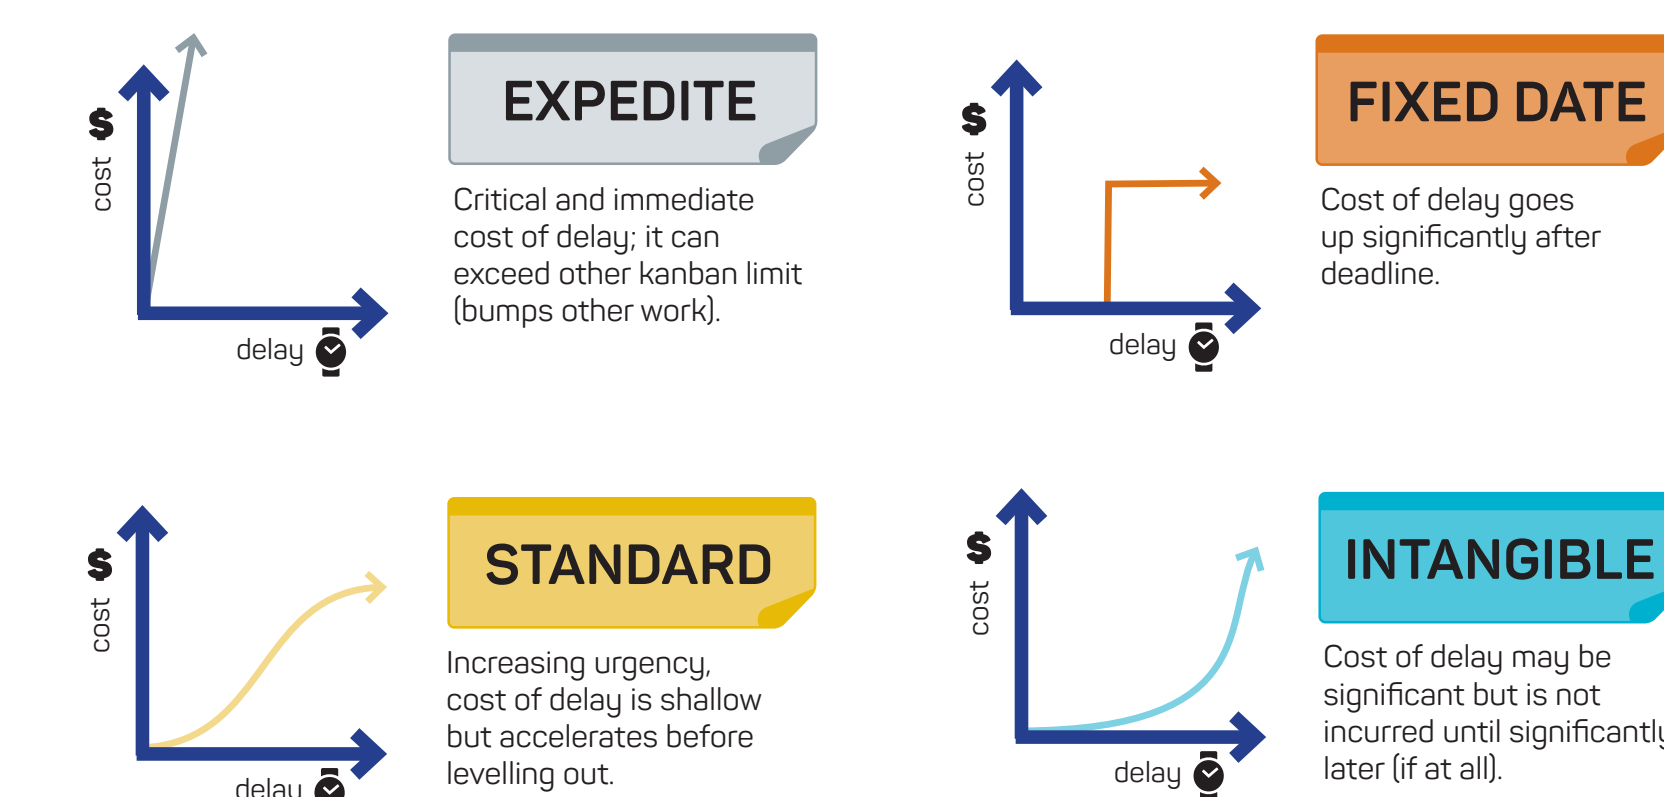 EXPEDITE
$
cost
Critical and immediate
cost of delay; it can
exceed other kanban limit
(bumps other work).
delay
FIXED DATE
$
cost
Cost of delay goes
up significantly after
deadline.
delay
STANDARD
$
cost
Increasing urgency,
cost of delay is shallow
but accelerates before
levelling out.
delay
INTANGIBLE
$
cost
Cost of delay may be
significant but is not
incurred until significantly
later (if at all).
delay